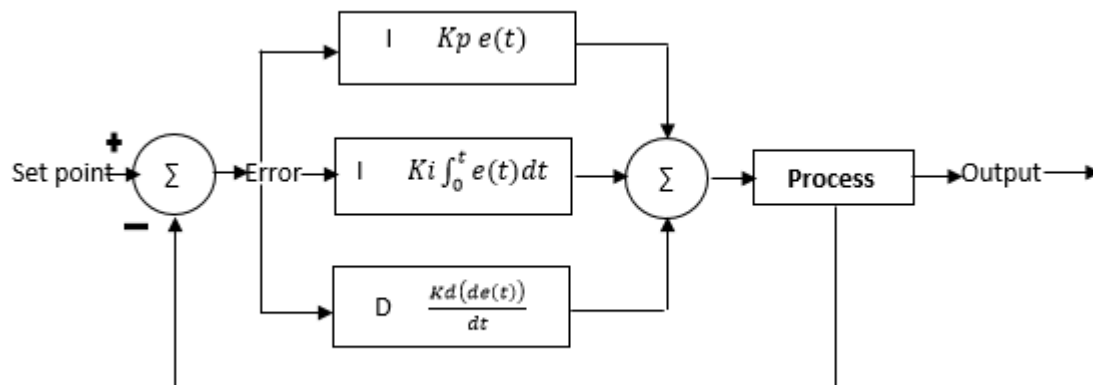 I Kp e(t)
+
Set point
Σ
Error
I Ki ∫₀ᵗ e(t)dt
Σ
Process
Output
−
D Kd(de(t))/dt